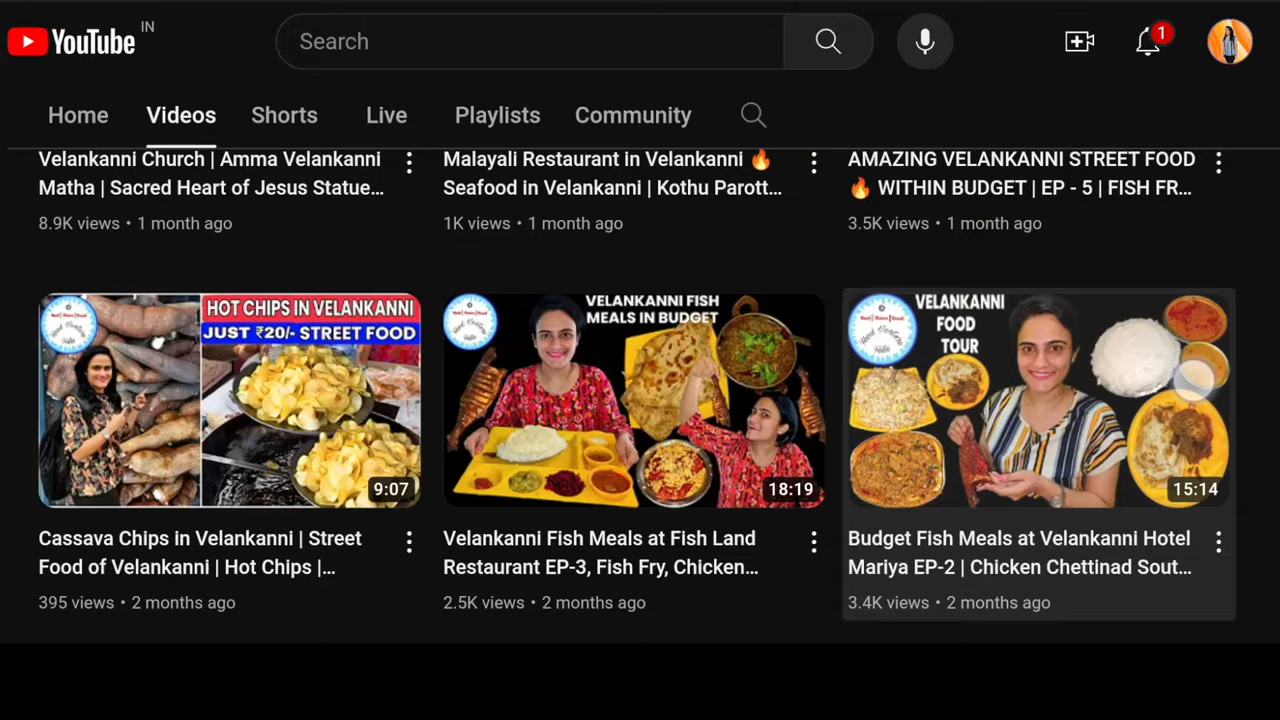 YouTube IN
Search
1
Home Videos Shorts Live Playlists Community
Velankanni Church | Amma Velankanni
Matha | Sacred Heart of Jesus Statue...
8.9K views • 1 month ago
Malayali Restaurant in Velankanni 🔥
Seafood in Velankanni | Kothu Parott...
1K views • 1 month ago
AMAZING VELANKANNI STREET FOOD
🔥 WITHIN BUDGET | EP - 5 | FISH FR...
3.5K views • 1 month ago
HOT CHIPS IN VELANKANNI
JUST ₹20/- STREET FOOD
9:07
Cassava Chips in Velankanni | Street
Food of Velankanni | Hot Chips |...
395 views • 2 months ago
VELANKANNI FISH
MEALS IN BUDGET
18:19
Velankanni Fish Meals at Fish Land
Restaurant EP-3, Fish Fry, Chicken...
2.5K views • 2 months ago
VELANKANNI
FOOD
TOUR
15:14
Budget Fish Meals at Velankanni Hotel
Mariya EP-2 | Chicken Chettinad Sout...
3.4K views • 2 months ago